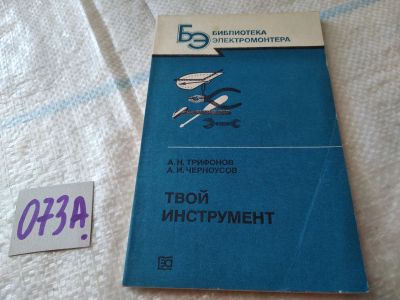 БЭ
БИБЛИОТЕКА
ЭЛЕКТРОМОНТЕРА
А.Н. ТРИФОНОВ
А.И. ЧЕРНОУСОВ
ТВОЙ
ИНСТРУМЕНТ
073А.